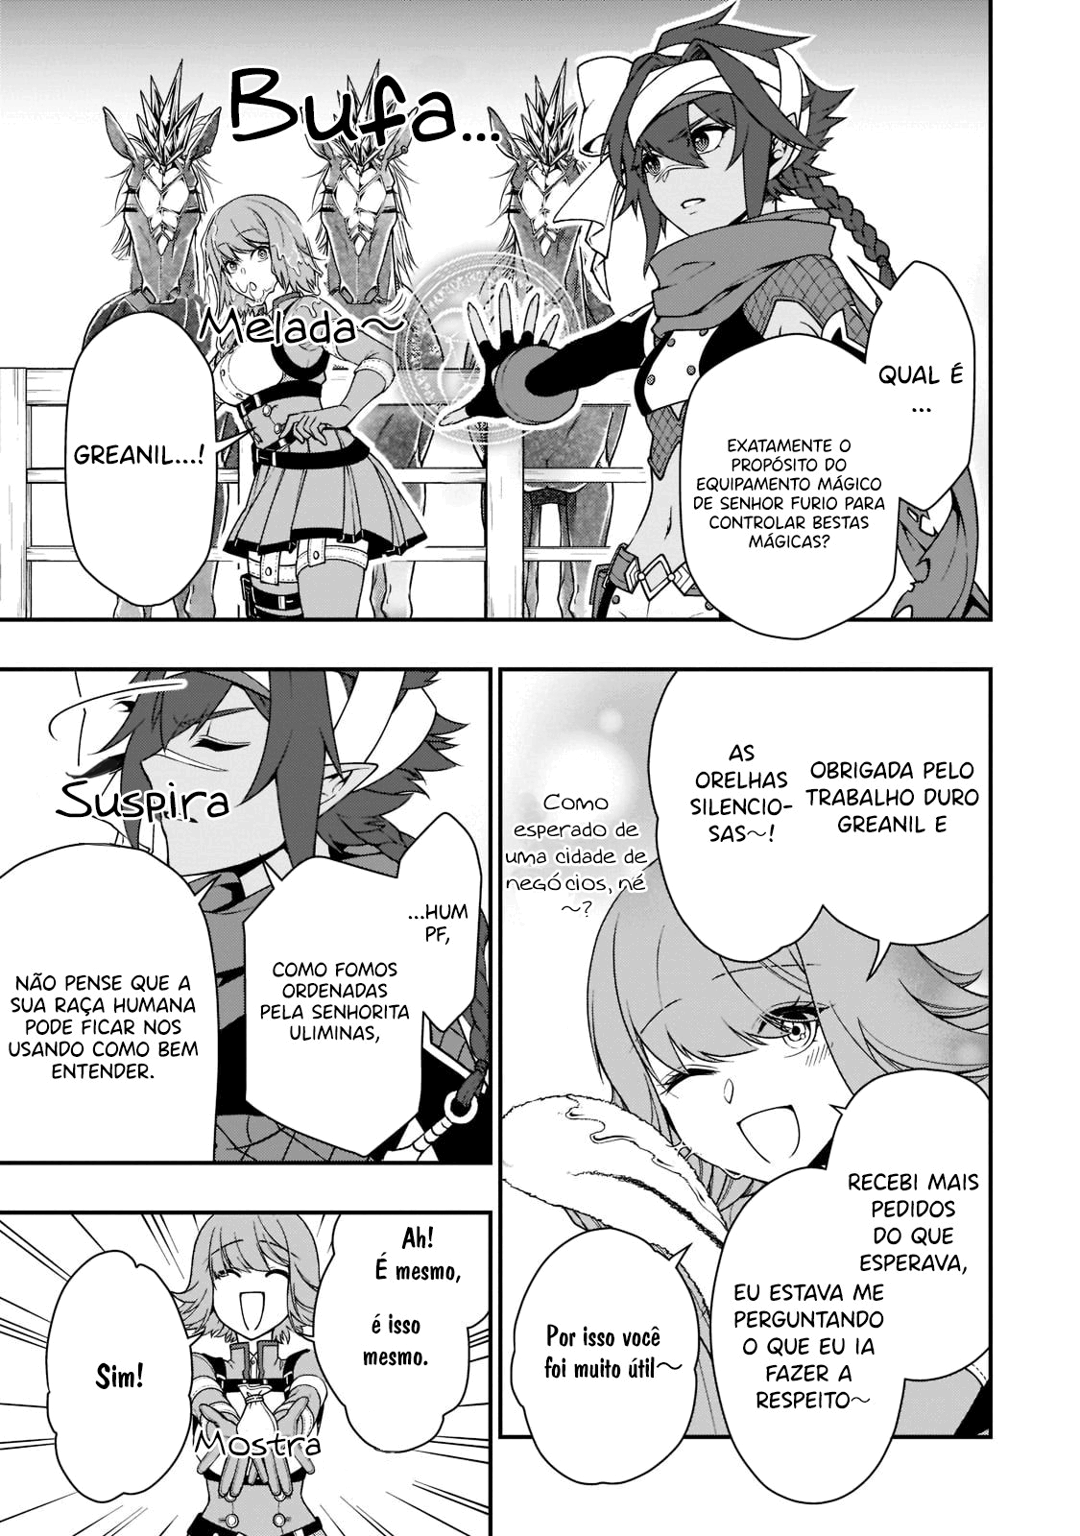 Bufa...
QUAL É
...
EXATAMENTE O
PROPÓSITO DO
EQUIPAMENTO MÁGICO
DE SENHOR FURIO PARA
CONTROLAR BESTAS
MÁGICAS?
Melada~
GREANIL...!
OBRIGADA PELO
TRABALHO DURO
GREANIL E
AS
ORELHAS
SILENCIO-
SAS~!
Como
esperado de
uma cidade de
negócios, né
~?
RECEBI MAIS
PEDIDOS
DO QUE
ESPERAVA,
EU ESTAVA ME
PERGUNTANDO
O QUE EU IA
FAZER A
RESPEITO~
Por isso você
foi muito útil~
Suspira
...HUM
PF,
COMO FOMOS
ORDENADAS
PELA SENHORITA
ULIMINAS,
NÃO PENSE QUE A
SUA RAÇA HUMANA
PODE FICAR NOS
USANDO COMO BEM
ENTENDER.
Ah!
É mesmo,
é isso
mesmo.
Sim!
Mostra